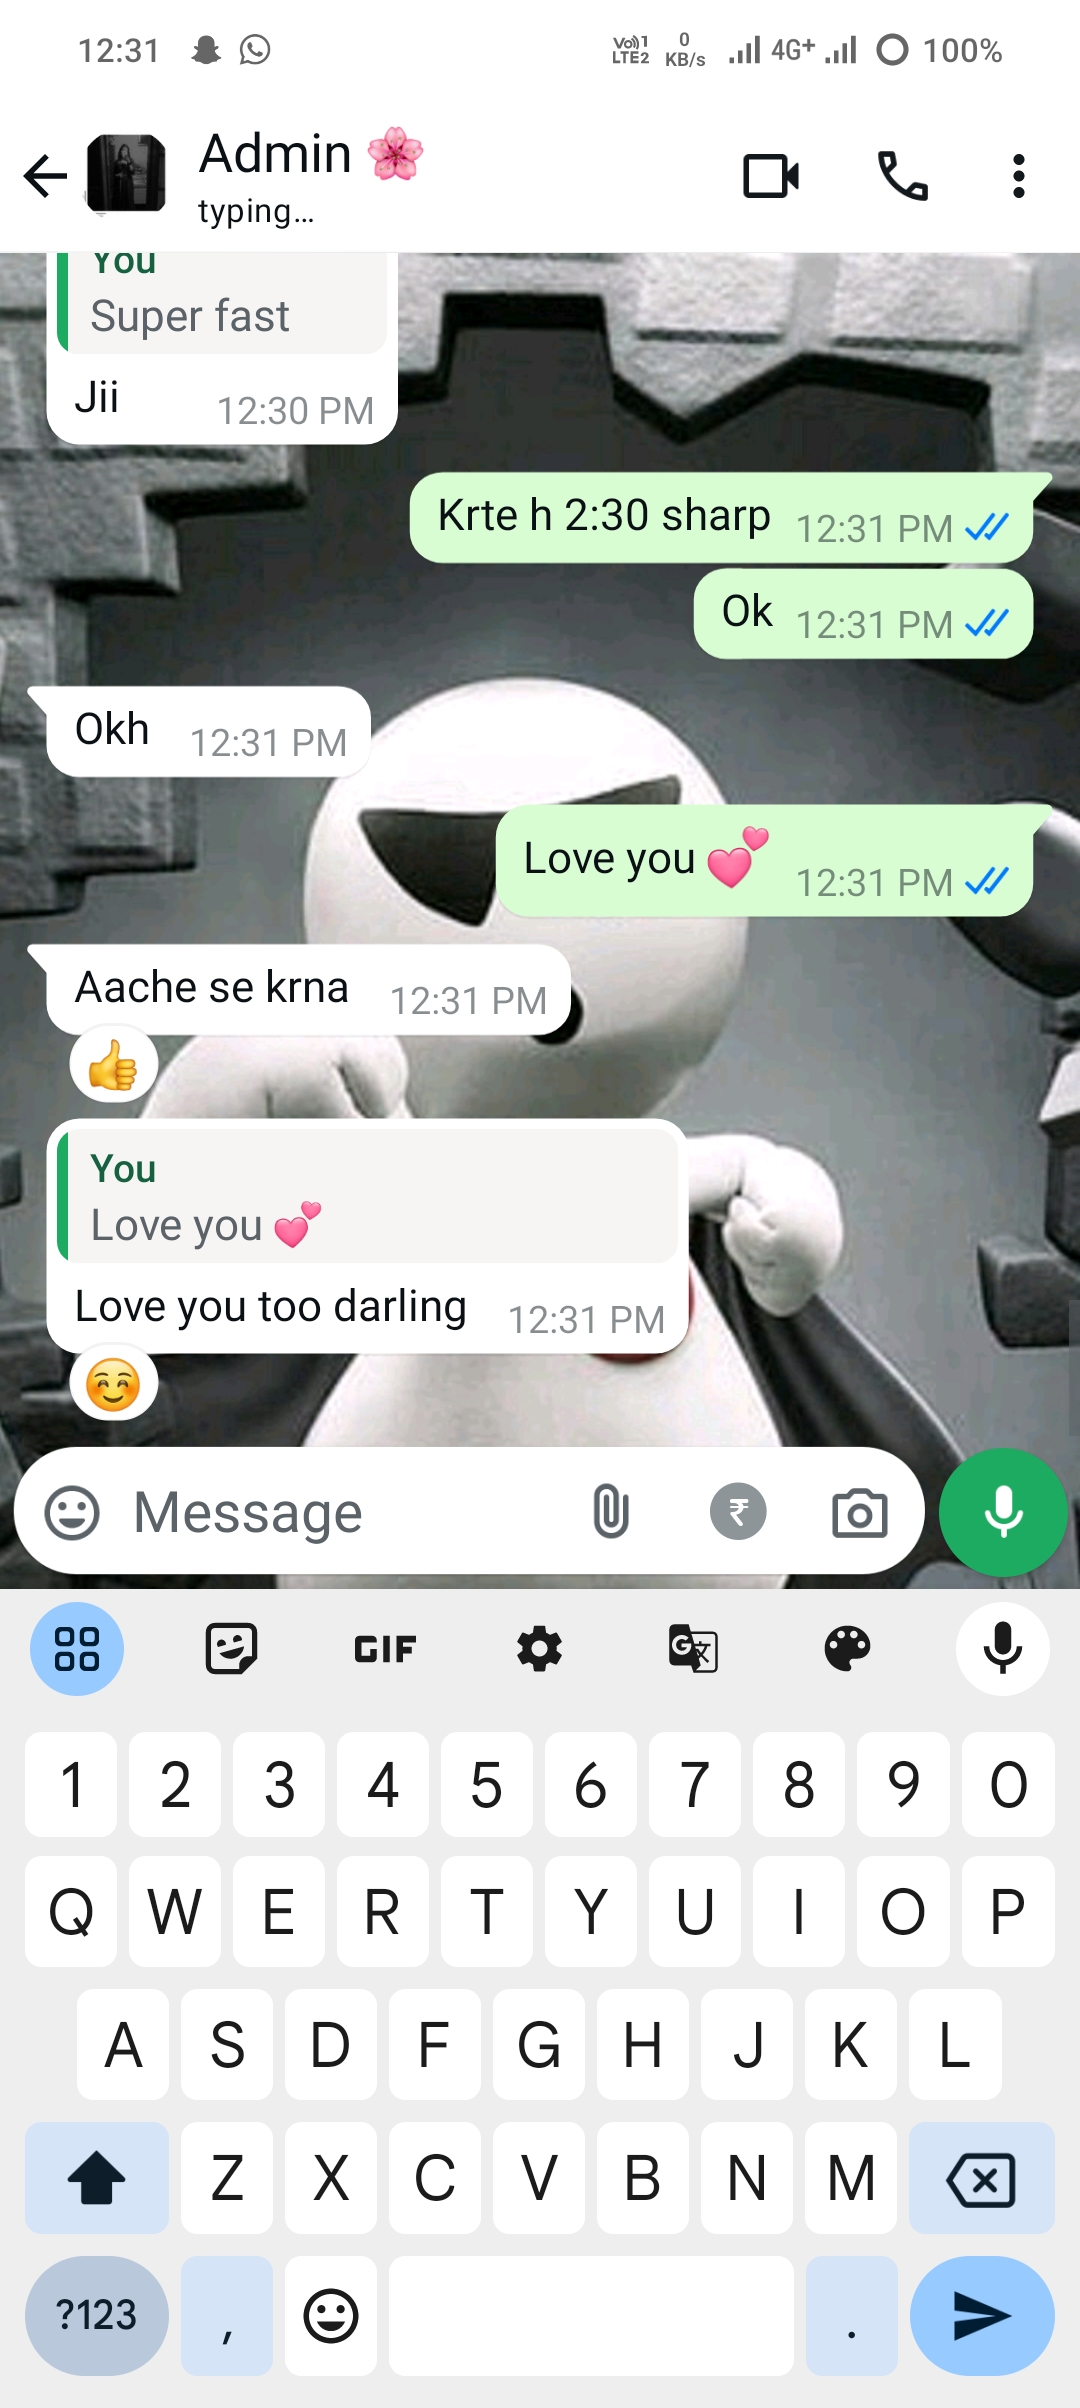 12:31 Vo)) 1 LTE2 0 KB/s 4G+ 100%
Admin 🌸
typing...
You
Super fast
Jii 12:30 PM
Krte h 2:30 sharp 12:31 PM
Ok 12:31 PM
Okh 12:31 PM
Love you 💕 12:31 PM
Aache se krna 12:31 PM
👍
You
Love you 💕
Love you too darling 12:31 PM
☺️
Message ₹
GIF G文
1 2 3 4 5 6 7 8 9 0
Q W E R T Y U I O P
A S D F G H J K L
Z X C V B N M
?123 , .